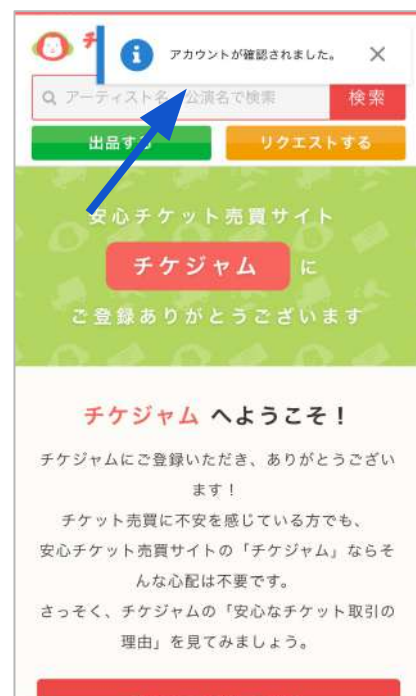 チ
アカウントが確認されました。
アーティスト名、公演名で検索
検索
出品する
リクエストする
安心チケット売買サイト
チケジャム に
ご登録ありがとうございます
チケジャム へようこそ！
チケジャムにご登録いただき、ありがとうござい
ます！
チケット売買に不安を感じている方でも、
安心チケット売買サイトの「チケジャム」ならそ
んな心配は不要です。
さっそく、チケジャムの「安心なチケット取引の
理由」を見てみましょう。